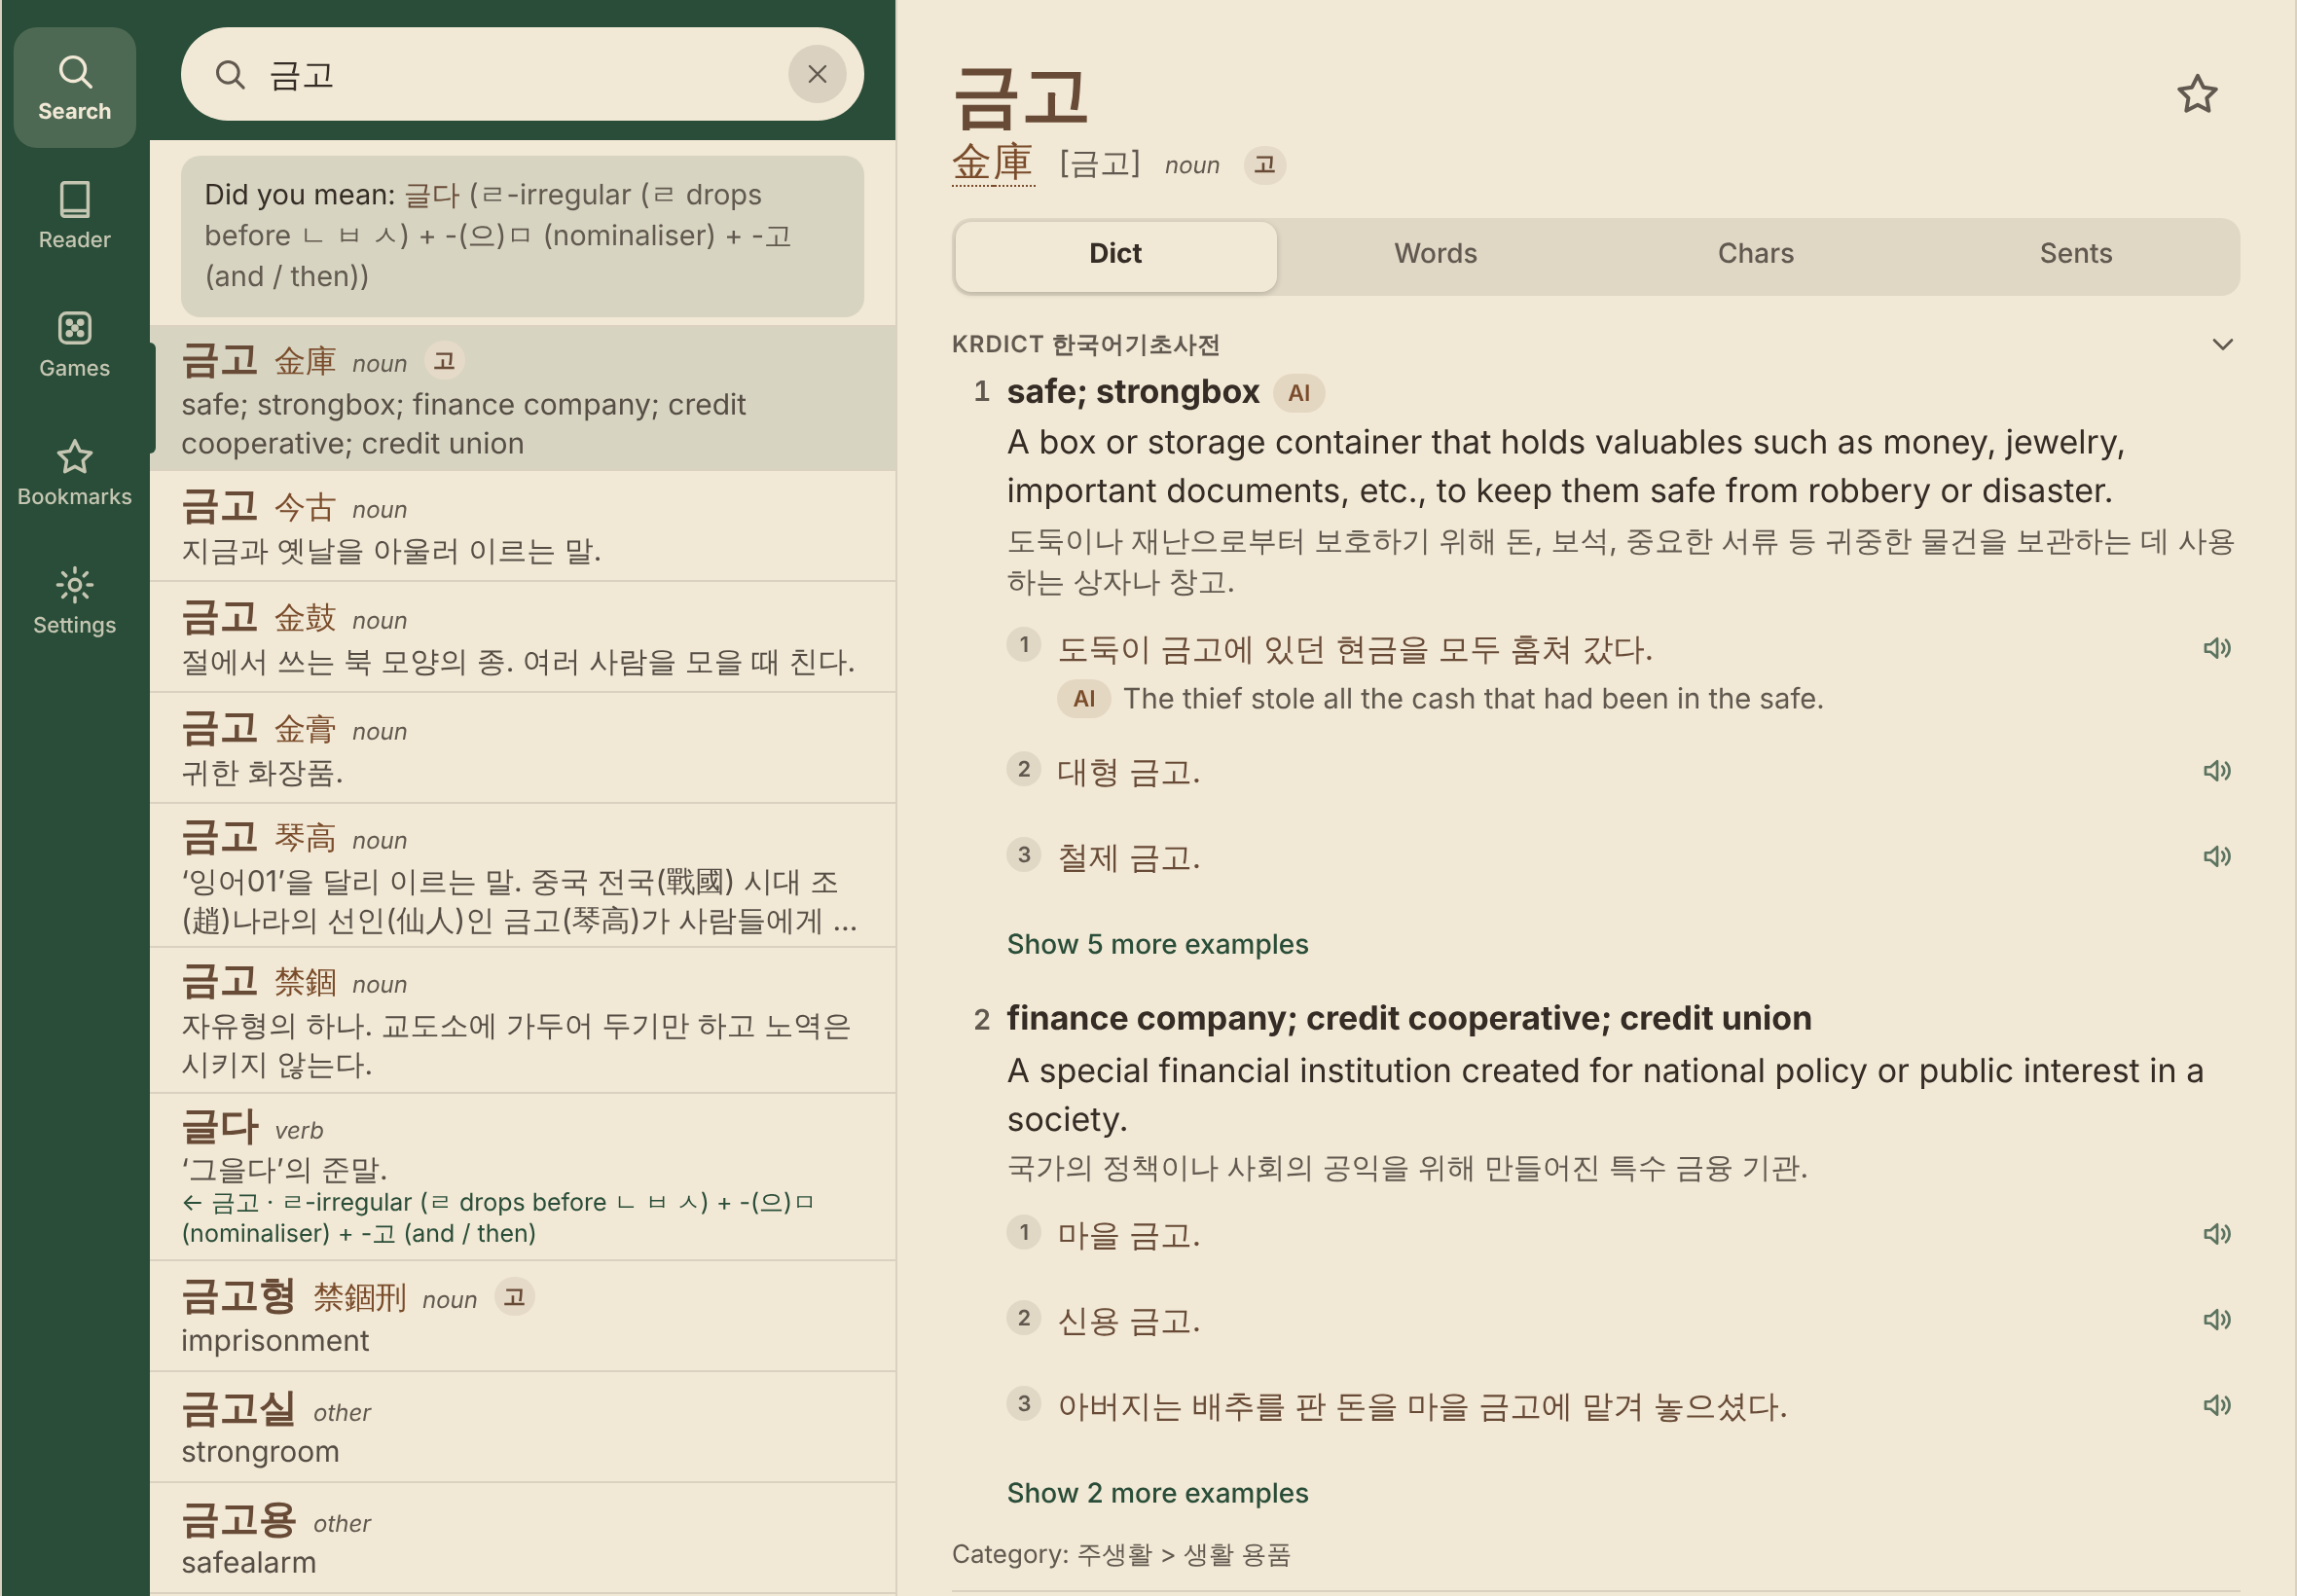 Search
Reader
Games
Bookmarks
Settings
금고
Did you mean: 글다 (ㄹ-irregular (ㄹ drops
before ㄴ ㅂ ㅅ) + -(으)ㅁ (nominaliser) + -고
(and / then))
금고 金庫 noun 고
safe; strongbox; finance company; credit
cooperative; credit union
금고 今古 noun
지금과 옛날을 아울러 이르는 말.
금고 金鼓 noun
절에서 쓰는 북 모양의 종. 여러 사람을 모을 때 친다.
금고 金膏 noun
귀한 화장품.
금고 琴高 noun
‘잉어01’을 달리 이르는 말. 중국 전국(戰國) 시대 조
(趙)나라의 선인(仙人)인 금고(琴高)가 사람들에게 ...
금고 禁錮 noun
자유형의 하나. 교도소에 가두어 두기만 하고 노역은
시키지 않는다.
글다 verb
‘그을다’의 준말.
← 금고 · ㄹ-irregular (ㄹ drops before ㄴ ㅂ ㅅ) + -(으)ㅁ
(nominaliser) + -고 (and / then)
금고형 禁錮刑 noun 고
imprisonment
금고실 other
strongroom
금고용 other
safealarm
금고
金庫 [금고] noun 고
Dict Words Chars Sents
KRDICT 한국어기초사전
1 safe; strongbox AI
A box or storage container that holds valuables such as money, jewelry,
important documents, etc., to keep them safe from robbery or disaster.
도둑이나 재난으로부터 보호하기 위해 돈, 보석, 중요한 서류 등 귀중한 물건을 보관하는 데 사용
하는 상자나 창고.
1 도둑이 금고에 있던 현금을 모두 훔쳐 갔다.
AI The thief stole all the cash that had been in the safe.
2 대형 금고.
3 철제 금고.
Show 5 more examples
2 finance company; credit cooperative; credit union
A special financial institution created for national policy or public interest in a
society.
국가의 정책이나 사회의 공익을 위해 만들어진 특수 금융 기관.
1 마을 금고.
2 신용 금고.
3 아버지는 배추를 판 돈을 마을 금고에 맡겨 놓으셨다.
Show 2 more examples
Category: 주생활 > 생활 용품